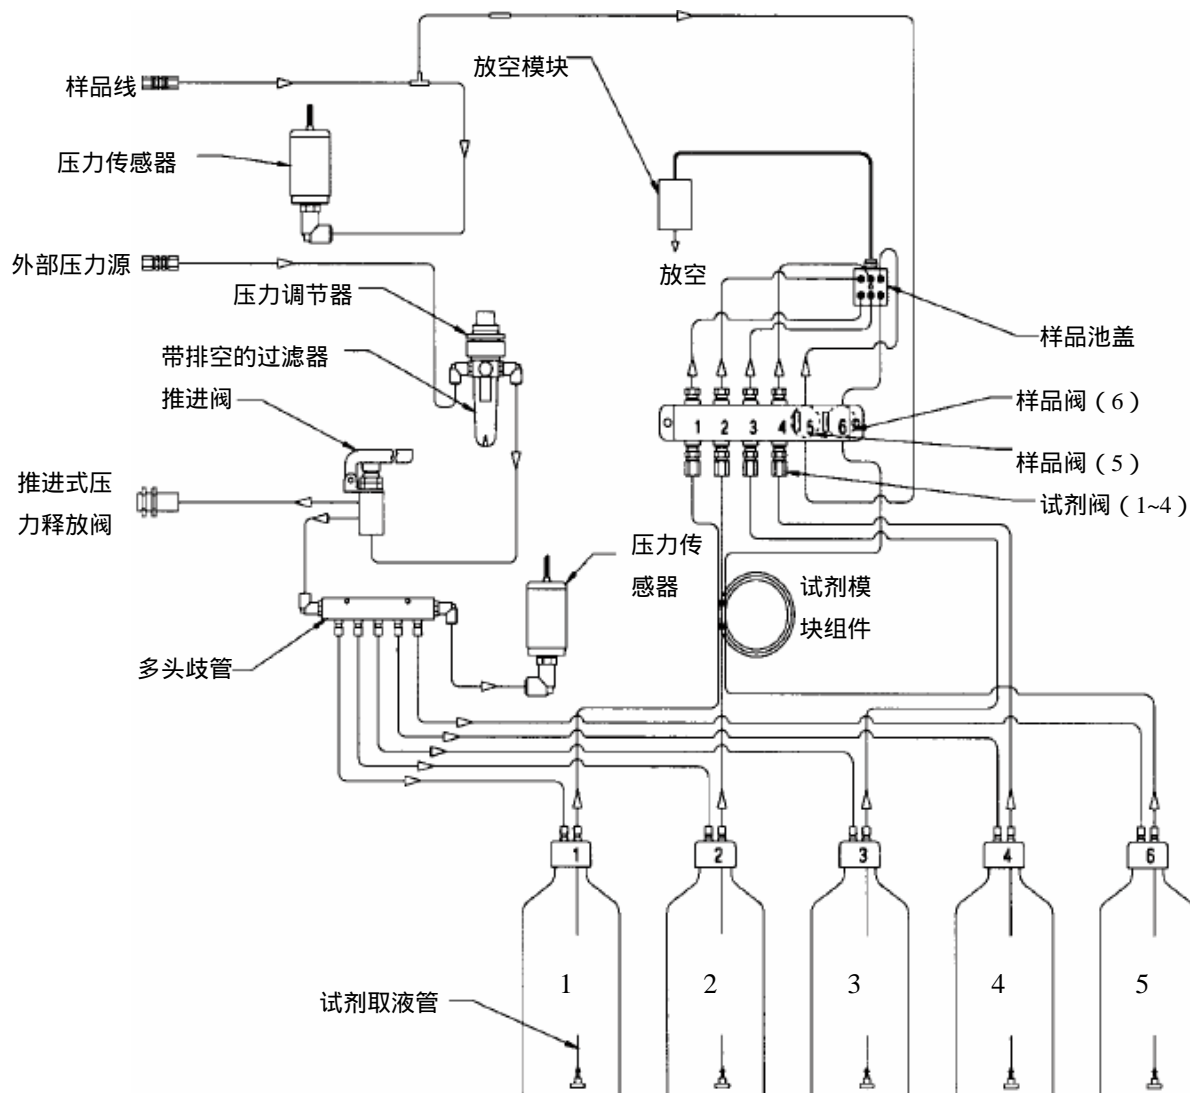 放空模块
样品线
压力传感器
外部压力源
放空
压力调节器
样品池盖
带排空的过滤器
推进阀
样品阀（6）
1 2 3 4 5 6
样品阀（5）
推进式压
力释放阀
试剂阀（1~4）
压力传
感器
试剂模
块组件
多头歧管
1 2 3 4 6
1 2 3 4 5
试剂取液管